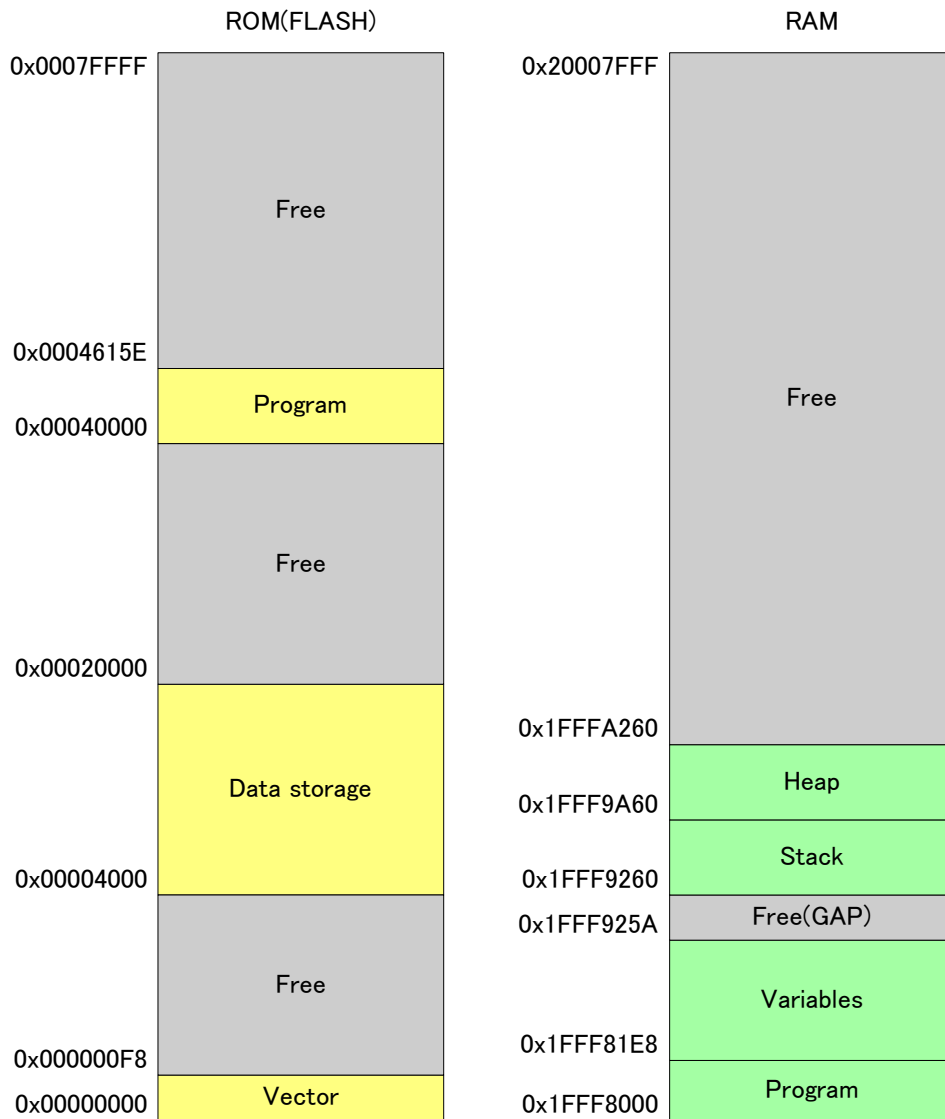 ROM(FLASH)
0x0007FFFF
Free
0x0004615E
Program
0x00040000
Free
0x00020000
Data storage
0x00004000
Free
0x000000F8
Vector
0x00000000
RAM
0x20007FFF
Free
0x1FFFA260
Heap
0x1FFF9A60
Stack
0x1FFF9260
Free(GAP)
0x1FFF925A
Variables
0x1FFF81E8
Program
0x1FFF8000